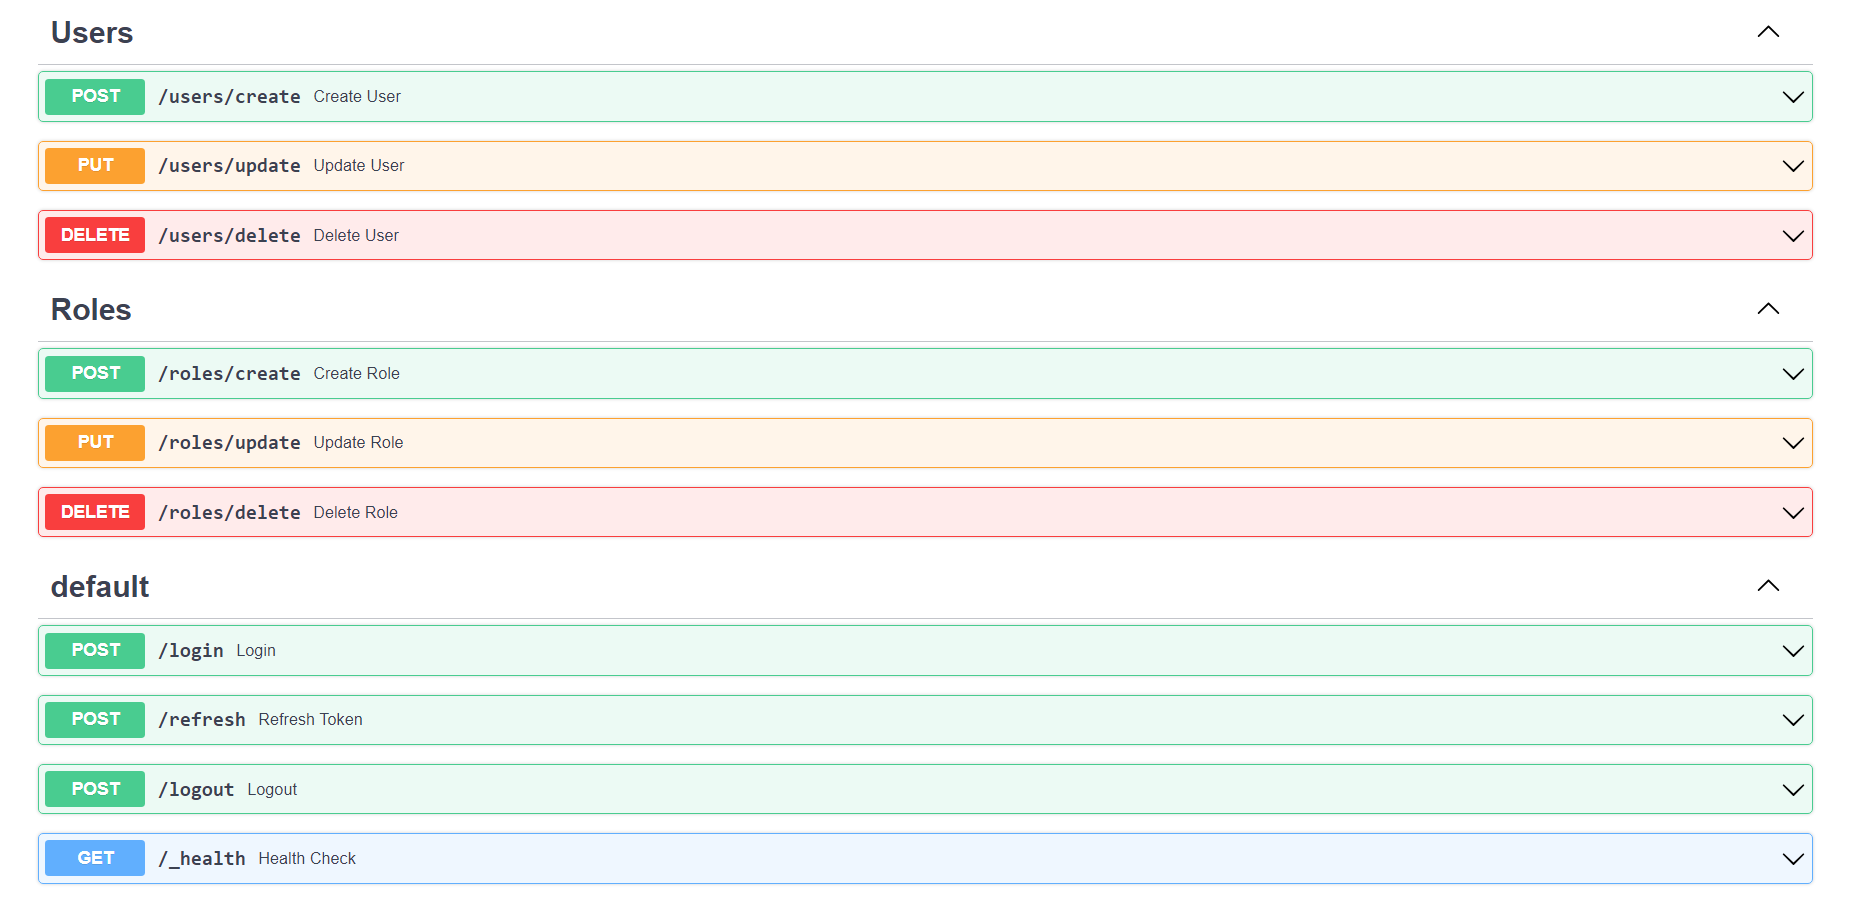 Users
POST /users/create Create User
PUT /users/update Update User
DELETE /users/delete Delete User
Roles
POST /roles/create Create Role
PUT /roles/update Update Role
DELETE /roles/delete Delete Role
default
POST /login Login
POST /refresh Refresh Token
POST /logout Logout
GET /_health Health Check